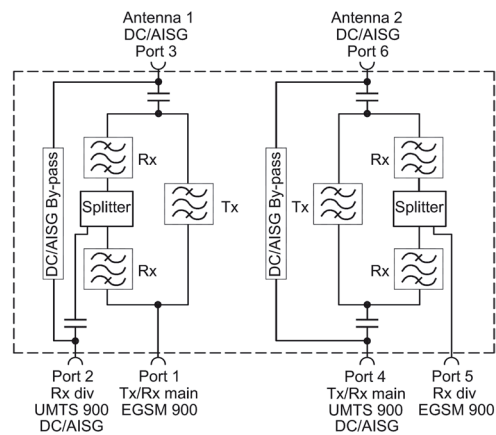 Antenna 1
DC/AISG
Port 3
Antenna 2
DC/AISG
Port 6
DC/AISG By-pass
Rx
Splitter
Tx
Rx
DC/AISG By-pass
Tx
Rx
Splitter
Rx
Port 2
Rx div
UMTS 900
DC/AISG
Port 1
Tx/Rx main
EGSM 900
Port 4
Tx/Rx main
UMTS 900
DC/AISG
Port 5
Rx div
EGSM 900